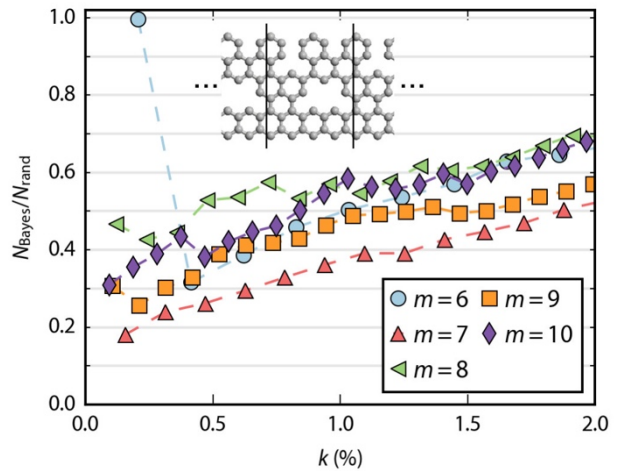 1.0
0.8
0.6
0.4
0.2
0.0
N_Bayes/N_rand
... ...
m = 6 m = 9
m = 7 m = 10
m = 8
0.0 0.5 1.0 1.5 2.0
k (%)